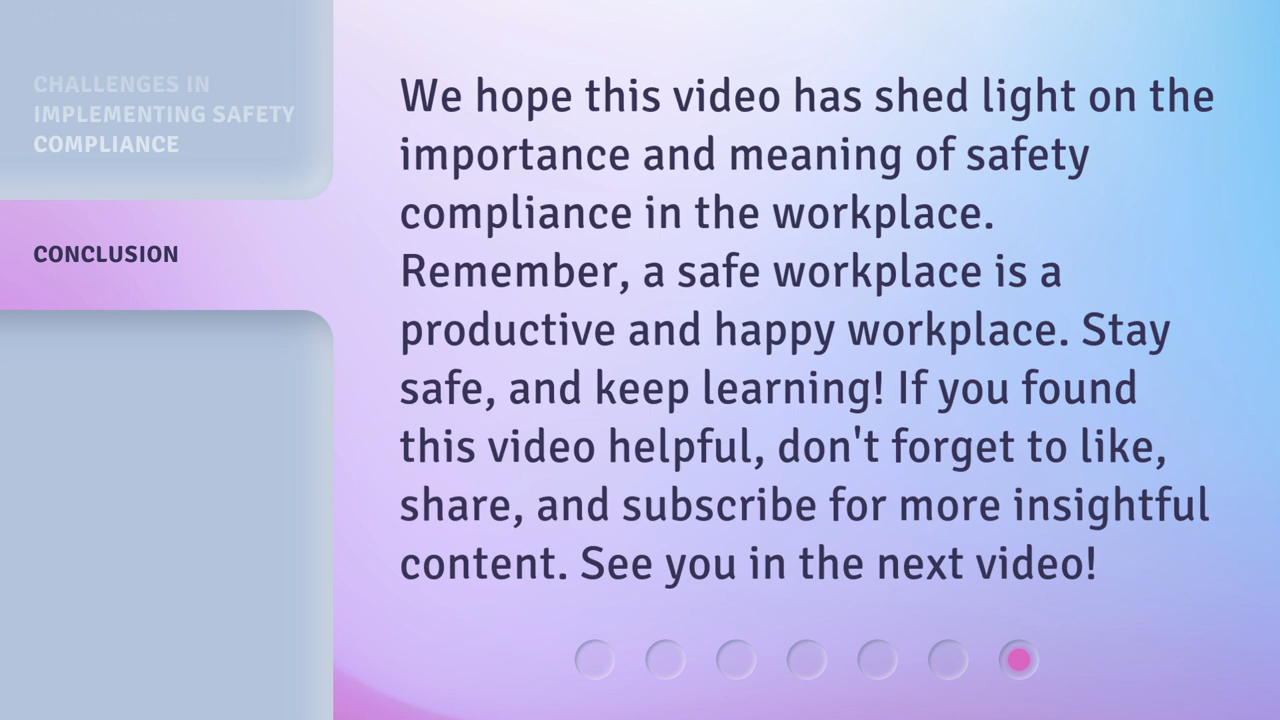 CHALLENGES IN
IMPLEMENTING SAFETY
COMPLIANCE
CONCLUSION
We hope this video has shed light on the
importance and meaning of safety
compliance in the workplace.
Remember, a safe workplace is a
productive and happy workplace. Stay
safe, and keep learning! If you found
this video helpful, don't forget to like,
share, and subscribe for more insightful
content. See you in the next video!